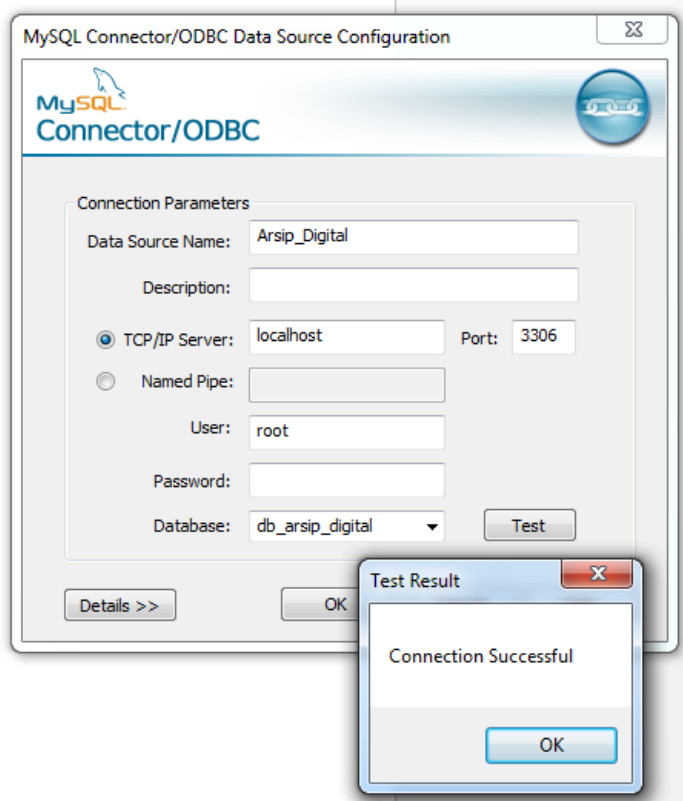 MySQL Connector/ODBC Data Source Configuration
MySQL
Connector/ODBC
Connection Parameters
Data Source Name: Arsip_Digital
Description:
TCP/IP Server: localhost Port: 3306
Named Pipe:
User: root
Password:
Database: db_arsip_digital Test
Details >> OK
Test Result
Connection Successful
OK